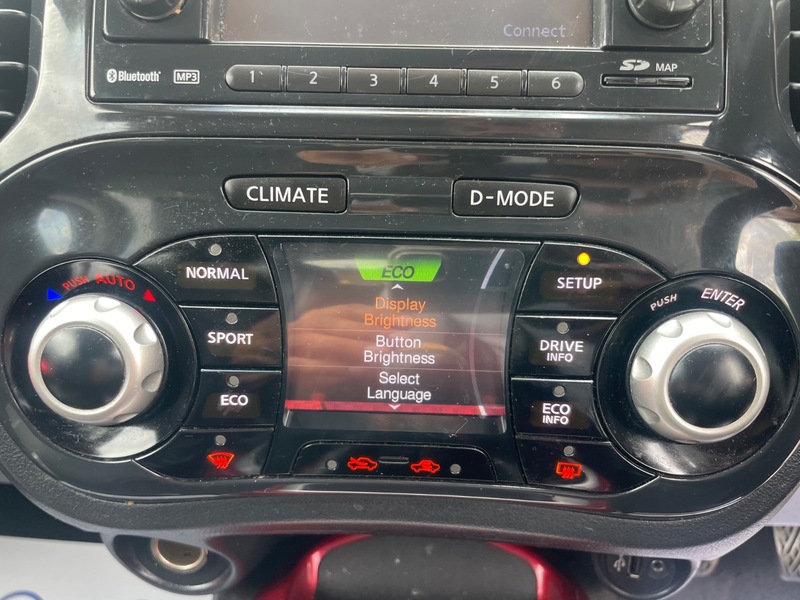 Connect
Bluetooth MP3 1 2 3 4 5 6 SD MAP
CLIMATE D-MODE
PUSH AUTO
NORMAL
SPORT
ECO
ECO
Display
Brightness
Button
Brightness
Select
Language
SETUP
DRIVE
INFO
ECO
INFO
PUSH ENTER